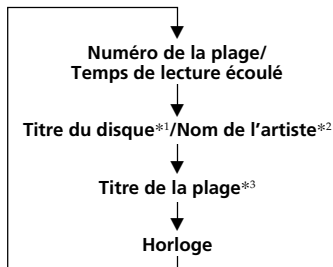 Numéro de la plage/
Temps de lecture écoulé
Titre du disque*1/Nom de l’artiste*2
Titre de la plage*3
Horloge